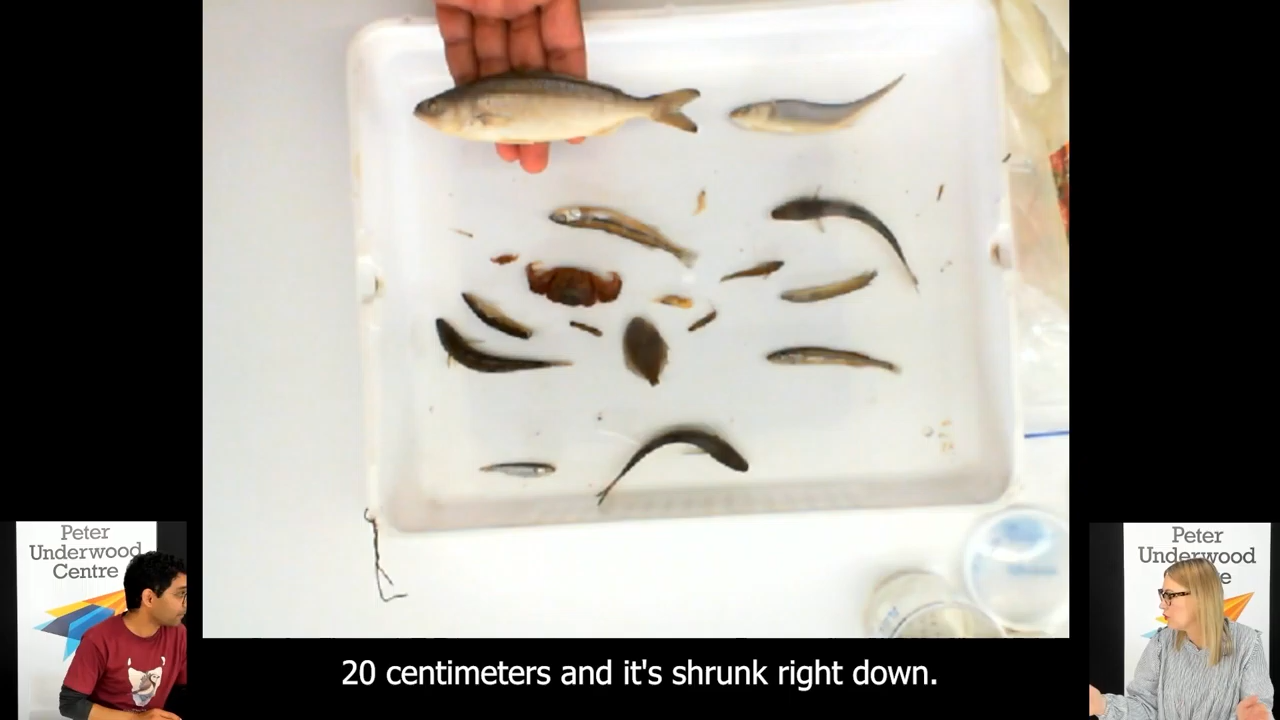 Peter
Underwood
Centre
Peter
Underwood
20 centimeters and it's shrunk right down.